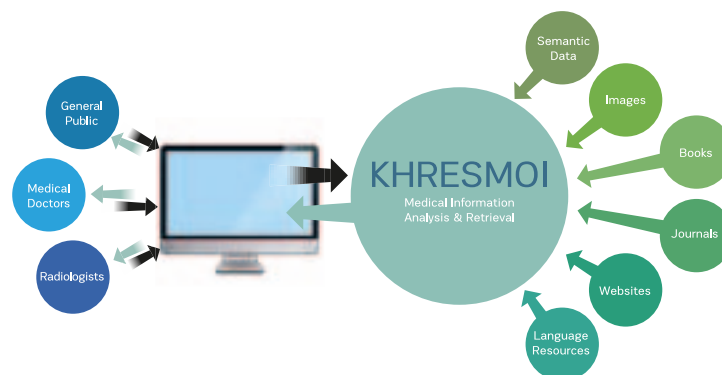 General
Public
Medical
Doctors
Radiologists
KHRESMOI
Medical Information
Analysis & Retrieval
Semantic
Data
Images
Books
Journals
Websites
Language
Resources